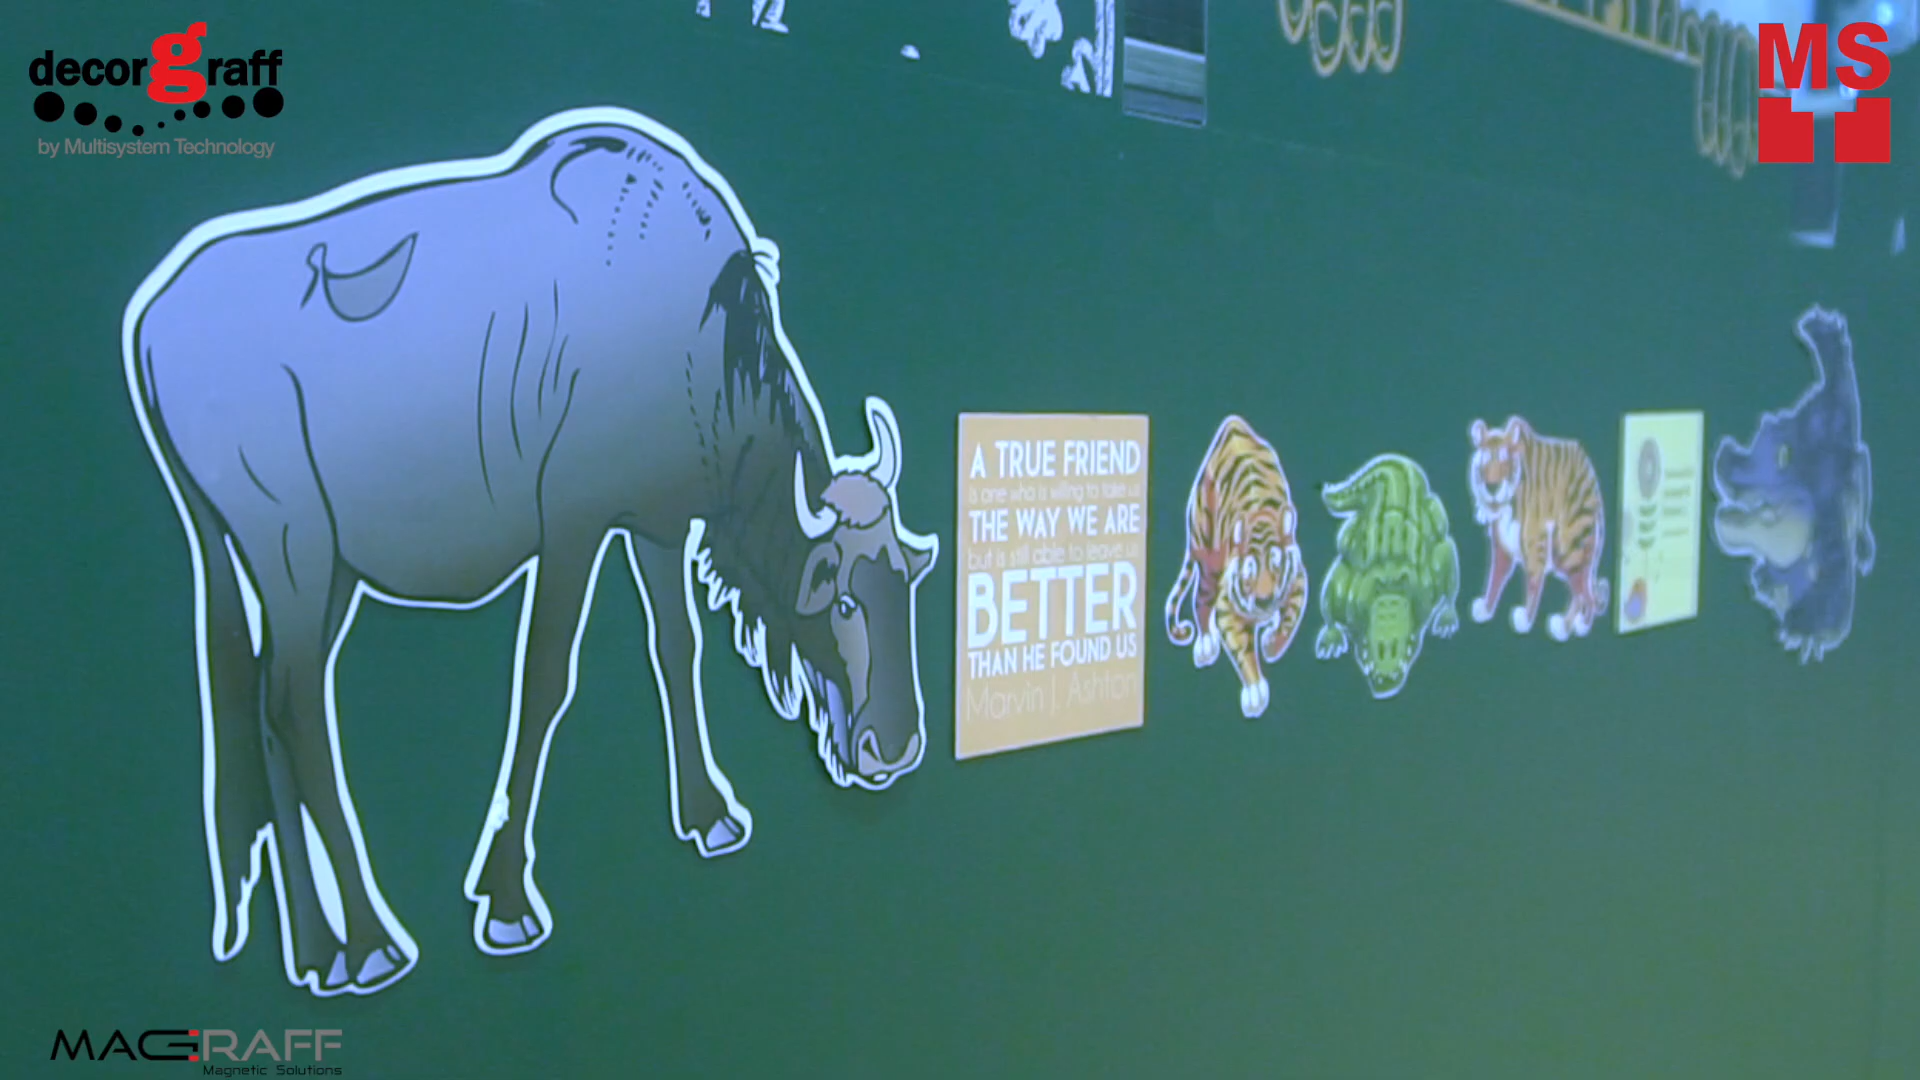 decorgraff
by Multisystem Technology
MS
T
A TRUE FRIEND
is one who is willing to take us
THE WAY WE ARE
but is still able to leave us
BETTER
THAN HE FOUND US
Marvin J. Ashton
MAGRAFF
Magnetic Solutions